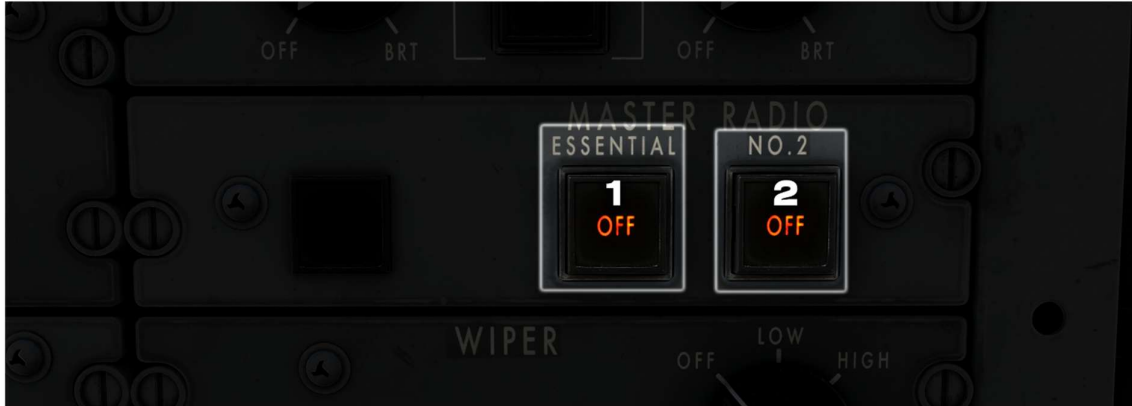 OFF BRT OFF BRT
MASTER RADIO
ESSENTIAL NO.2
1 2
OFF OFF
WIPER
LOW
OFF HIGH